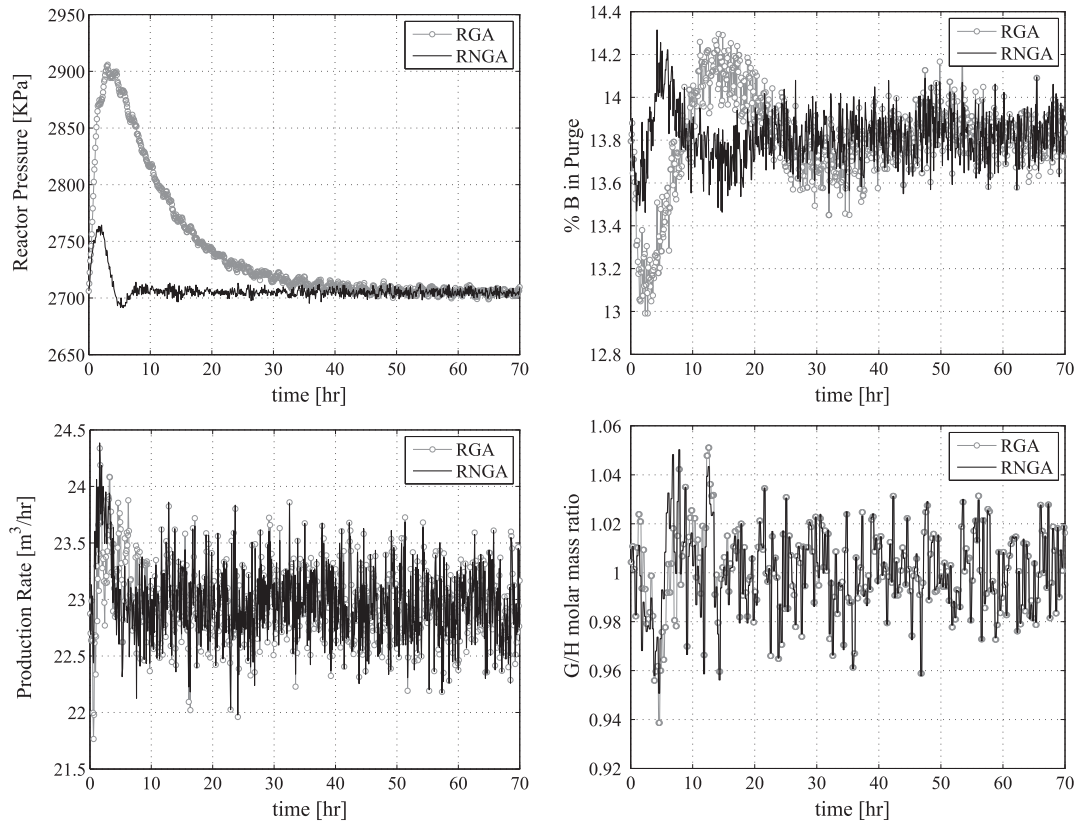 2950
2900
2850
2800
2750
2700
2650
Reactor Pressure [KPa]
RGA
RNGA
0 10 20 30 40 50 60 70
time [hr]
14.4
14.2
14
13.8
13.6
13.4
13.2
13
12.8
% B in Purge
RGA
RNGA
0 10 20 30 40 50 60 70
time [hr]
24.5
24
23.5
23
22.5
22
21.5
Production Rate [m³/hr]
RGA
RNGA
0 10 20 30 40 50 60 70
time [hr]
1.06
1.04
1.02
1
0.98
0.96
0.94
0.92
G/H molar mass ratio
RGA
RNGA
0 10 20 30 40 50 60 70
time [hr]